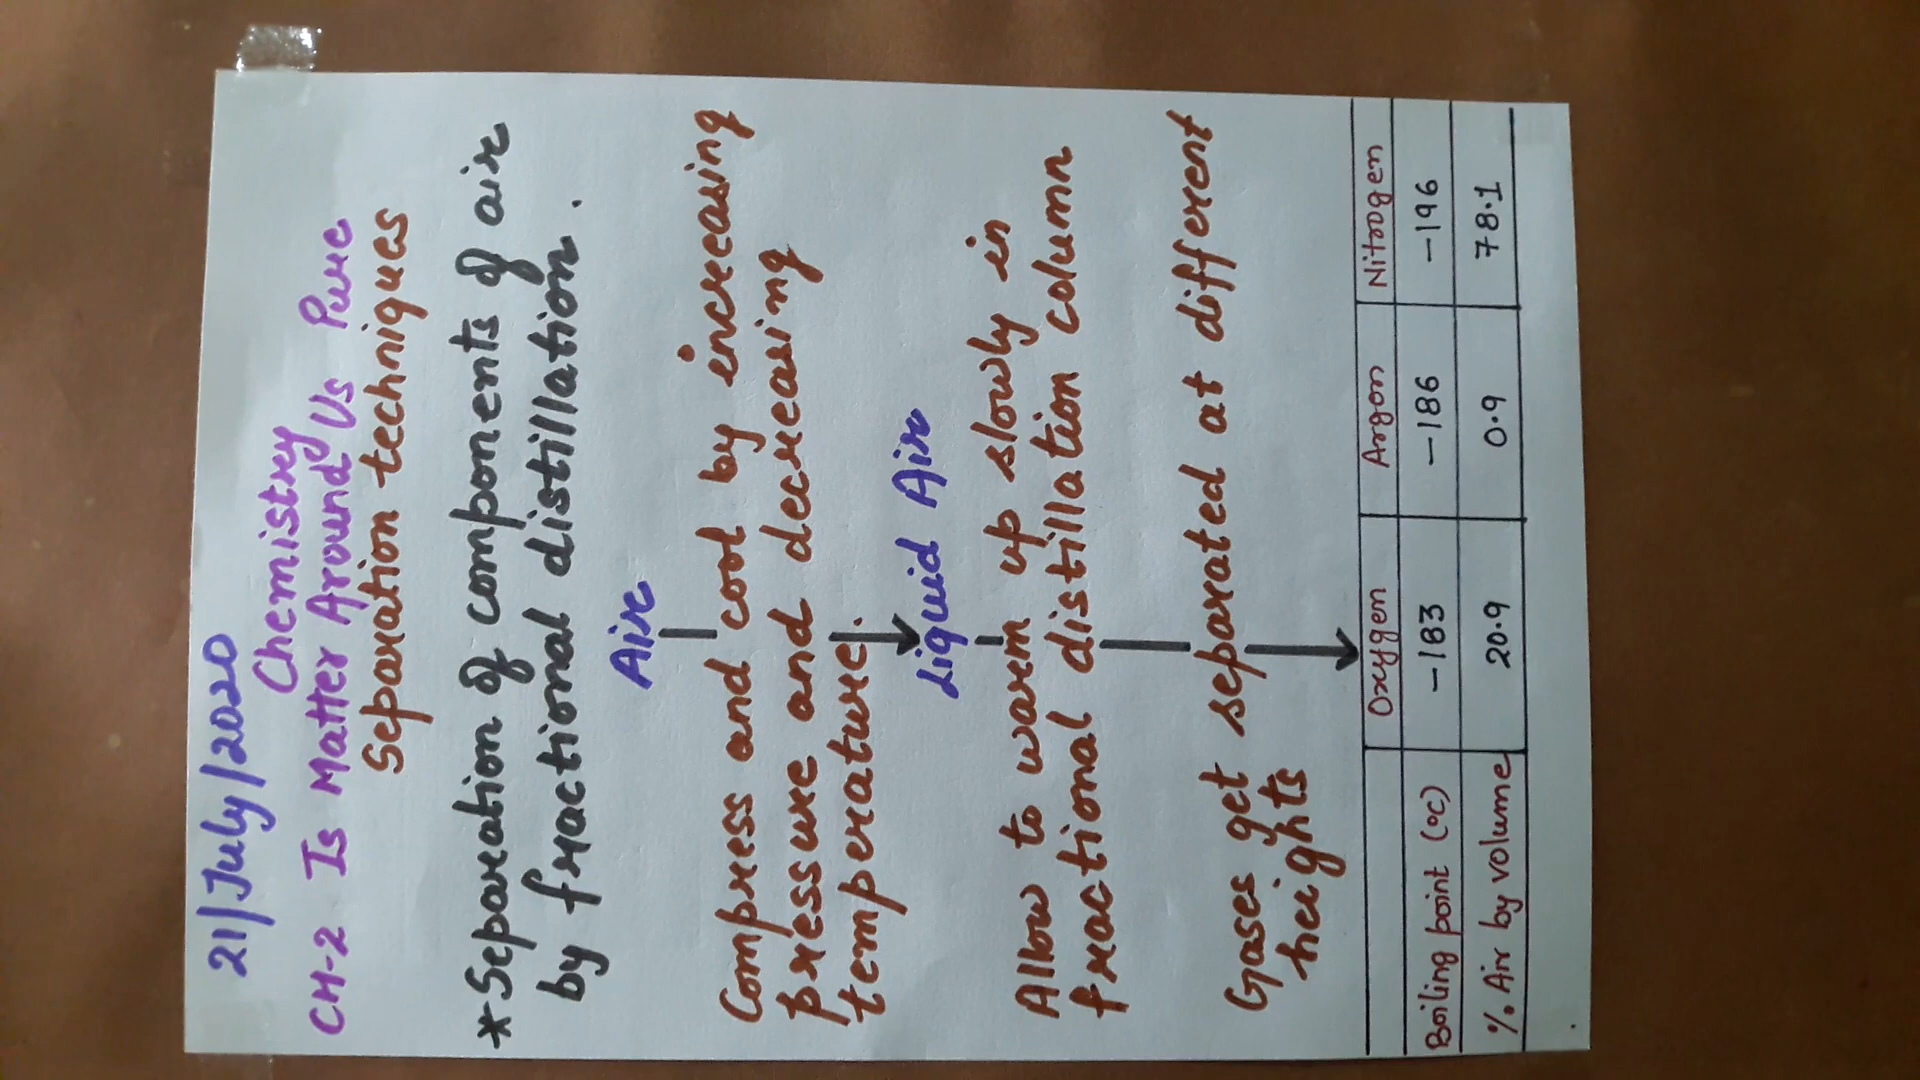 21/July/2020
Chemistry
CH-2 Is Matter Around Us Pure
Separation techniques
*Separation of components of air
by fractional distillation.
Air
Compress and cool by increasing
pressure and decreasing
temperature.
Liquid Air
Allow to warm up slowly in
fractional distillation column
Gases get separated at different
heights
Oxygen Argon Nitrogen
Boiling point (°C) -183 -186 -196
% Air by volume 20.9 0.9 78.1